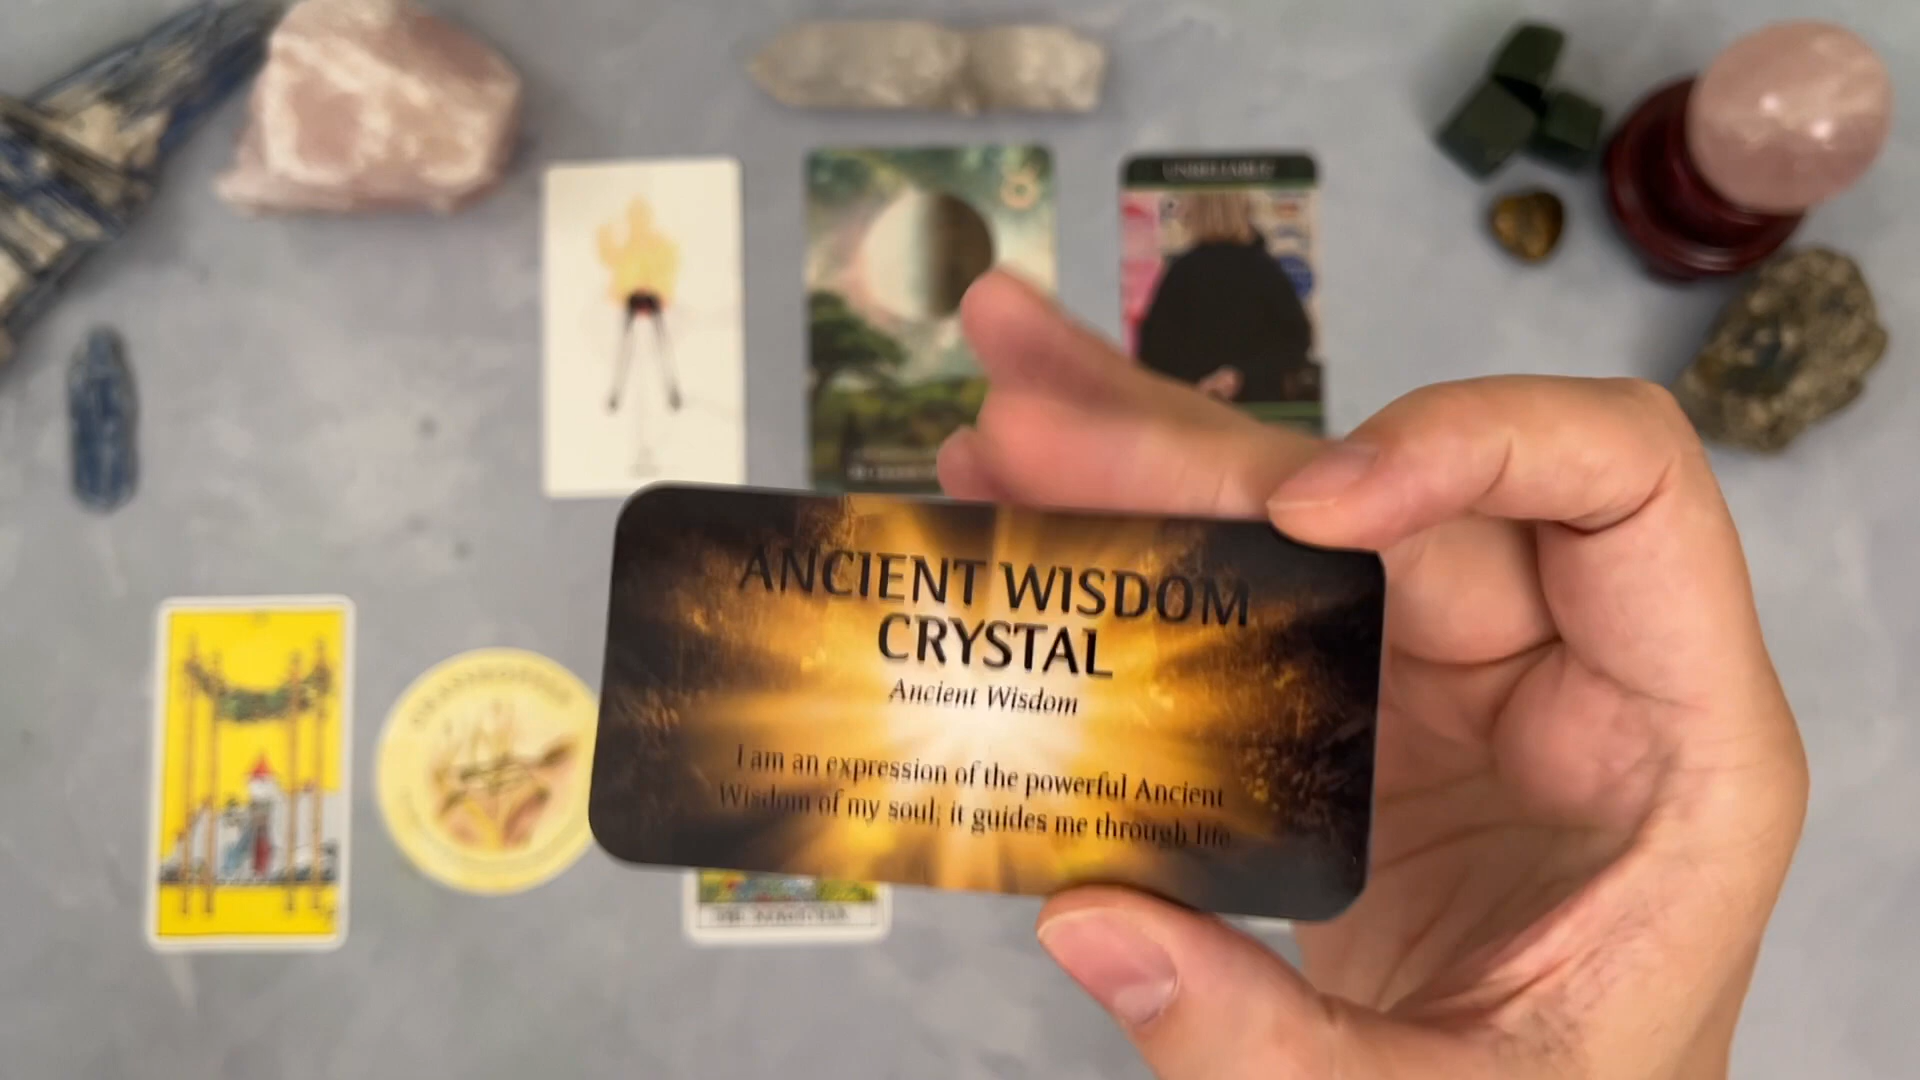 ANCIENT WISDOM
CRYSTAL
Ancient Wisdom
I am an expression of the powerful Ancient
Wisdom of my soul; it guides me through life.